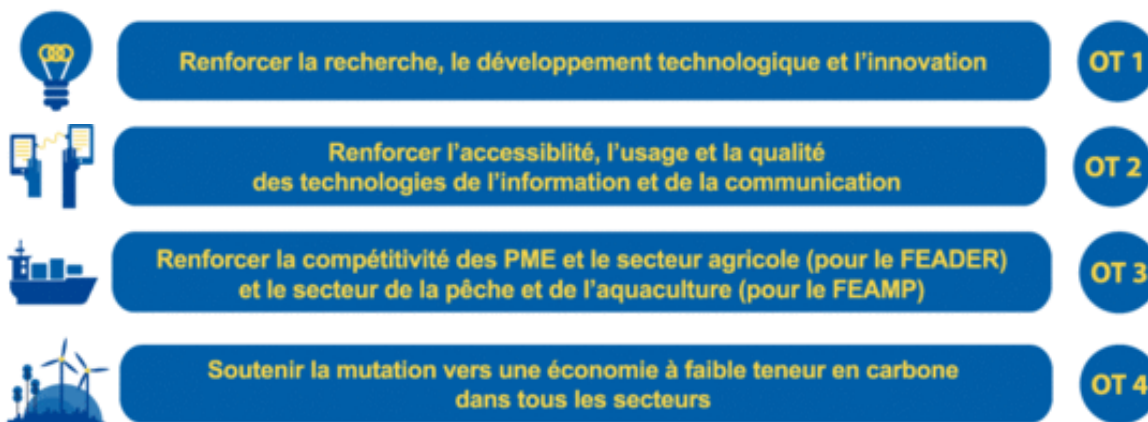 Renforcer la recherche, le développement technologique et l'innovation
OT 1
Renforcer l'accessiblité, l'usage et la qualité
des technologies de l'information et de la communication
OT 2
Renforcer la compétitivité des PME et le secteur agricole (pour le FEADER)
et le secteur de la pêche et de l'aquaculture (pour le FEAMP)
OT 3
Soutenir la mutation vers une économie à faible teneur en carbone
dans tous les secteurs
OT 4